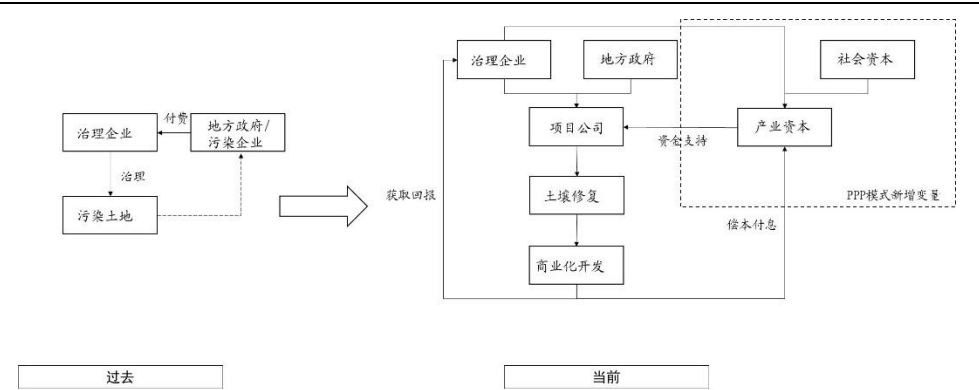 治理企业
付费
地方政府/
污染企业
治理
污染土地
治理企业
地方政府
社会资本
项目公司
资金支持
产业资本
获取回报
土壤修复
PPP模式新增变量
偿本付息
商业化开发
过去
当前